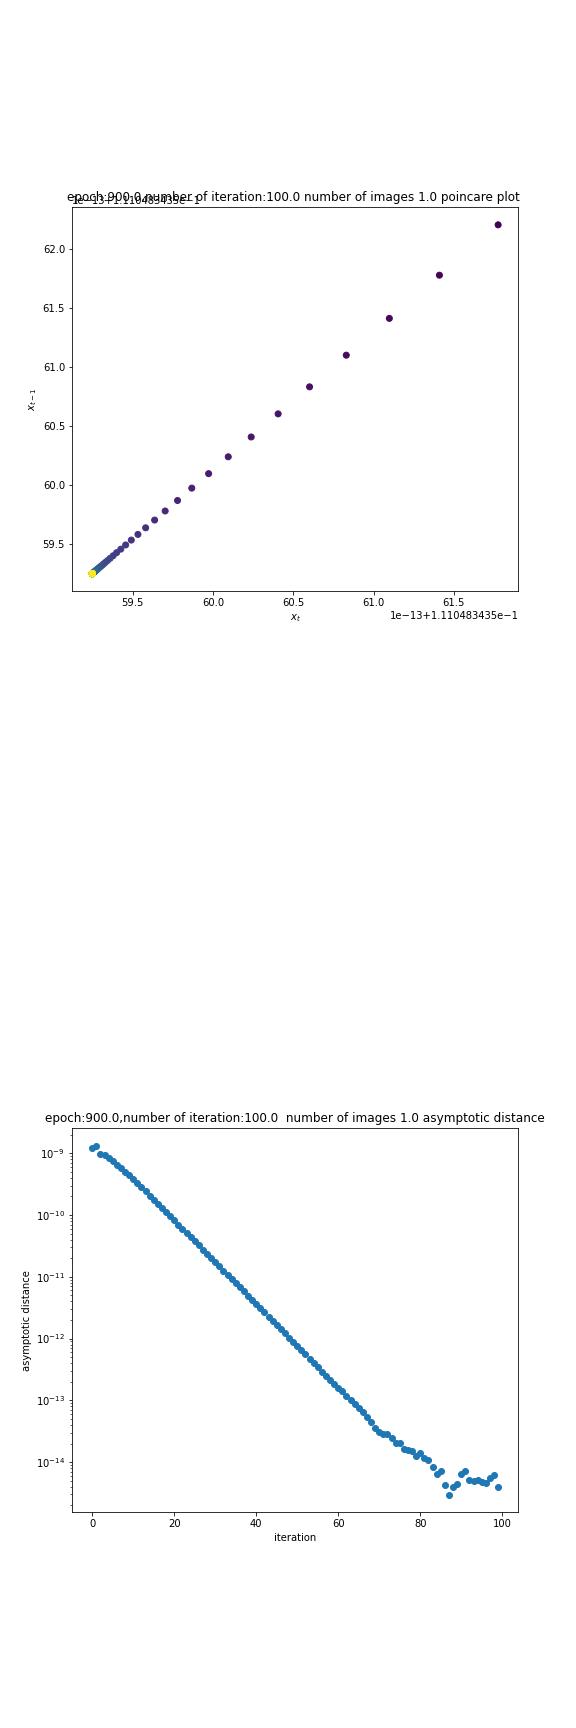 epoch:900.0,number of iteration:100.0 number of images 1.0 poincare plot
1e−13+1.110483435e−1
62.0
61.5
61.0
60.5
60.0
59.5
x_{t−1}
59.5 60.0 60.5 61.0 61.5
x_t
1e−13+1.110483435e−1
epoch:900.0,number of iteration:100.0  number of images 1.0 asymptotic distance
10^{−9}
10^{−10}
10^{−11}
10^{−12}
10^{−13}
10^{−14}
asymptotic distance
0 20 40 60 80 100
iteration